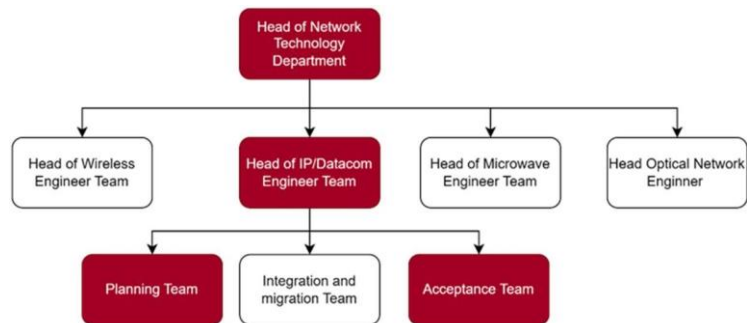 Head of Network
Technology
Department
Head of Wireless
Engineer Team
Head of IP/Datacom
Engineer Team
Head of Microwave
Engineer Team
Head Optical Network
Enginner
Planning Team
Integration and
migration Team
Acceptance Team